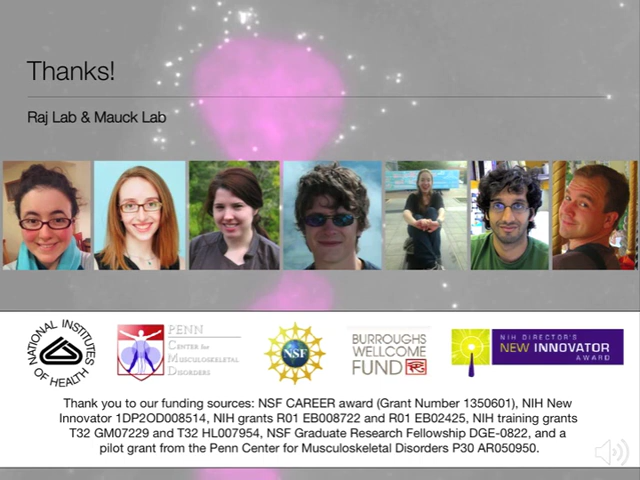 Thanks!
Raj Lab & Mauck Lab
NATIONAL INSTITUTES
OF HEALTH
PENN
CENTER for
MUSCULOSKELETAL
DISORDERS
NSF
BURROUGHS
WELLCOME
FUND
NIH DIRECTOR'S
NEW INNOVATOR
AWARD
Thank you to our funding sources: NSF CAREER award (Grant Number 1350601), NIH New
Innovator 1DP2OD008514, NIH grants R01 EB008722 and R01 EB02425, NIH training grants
T32 GM07229 and T32 HL007954, NSF Graduate Research Fellowship DGE-0822, and a
pilot grant from the Penn Center for Musculoskeletal Disorders P30 AR050950.